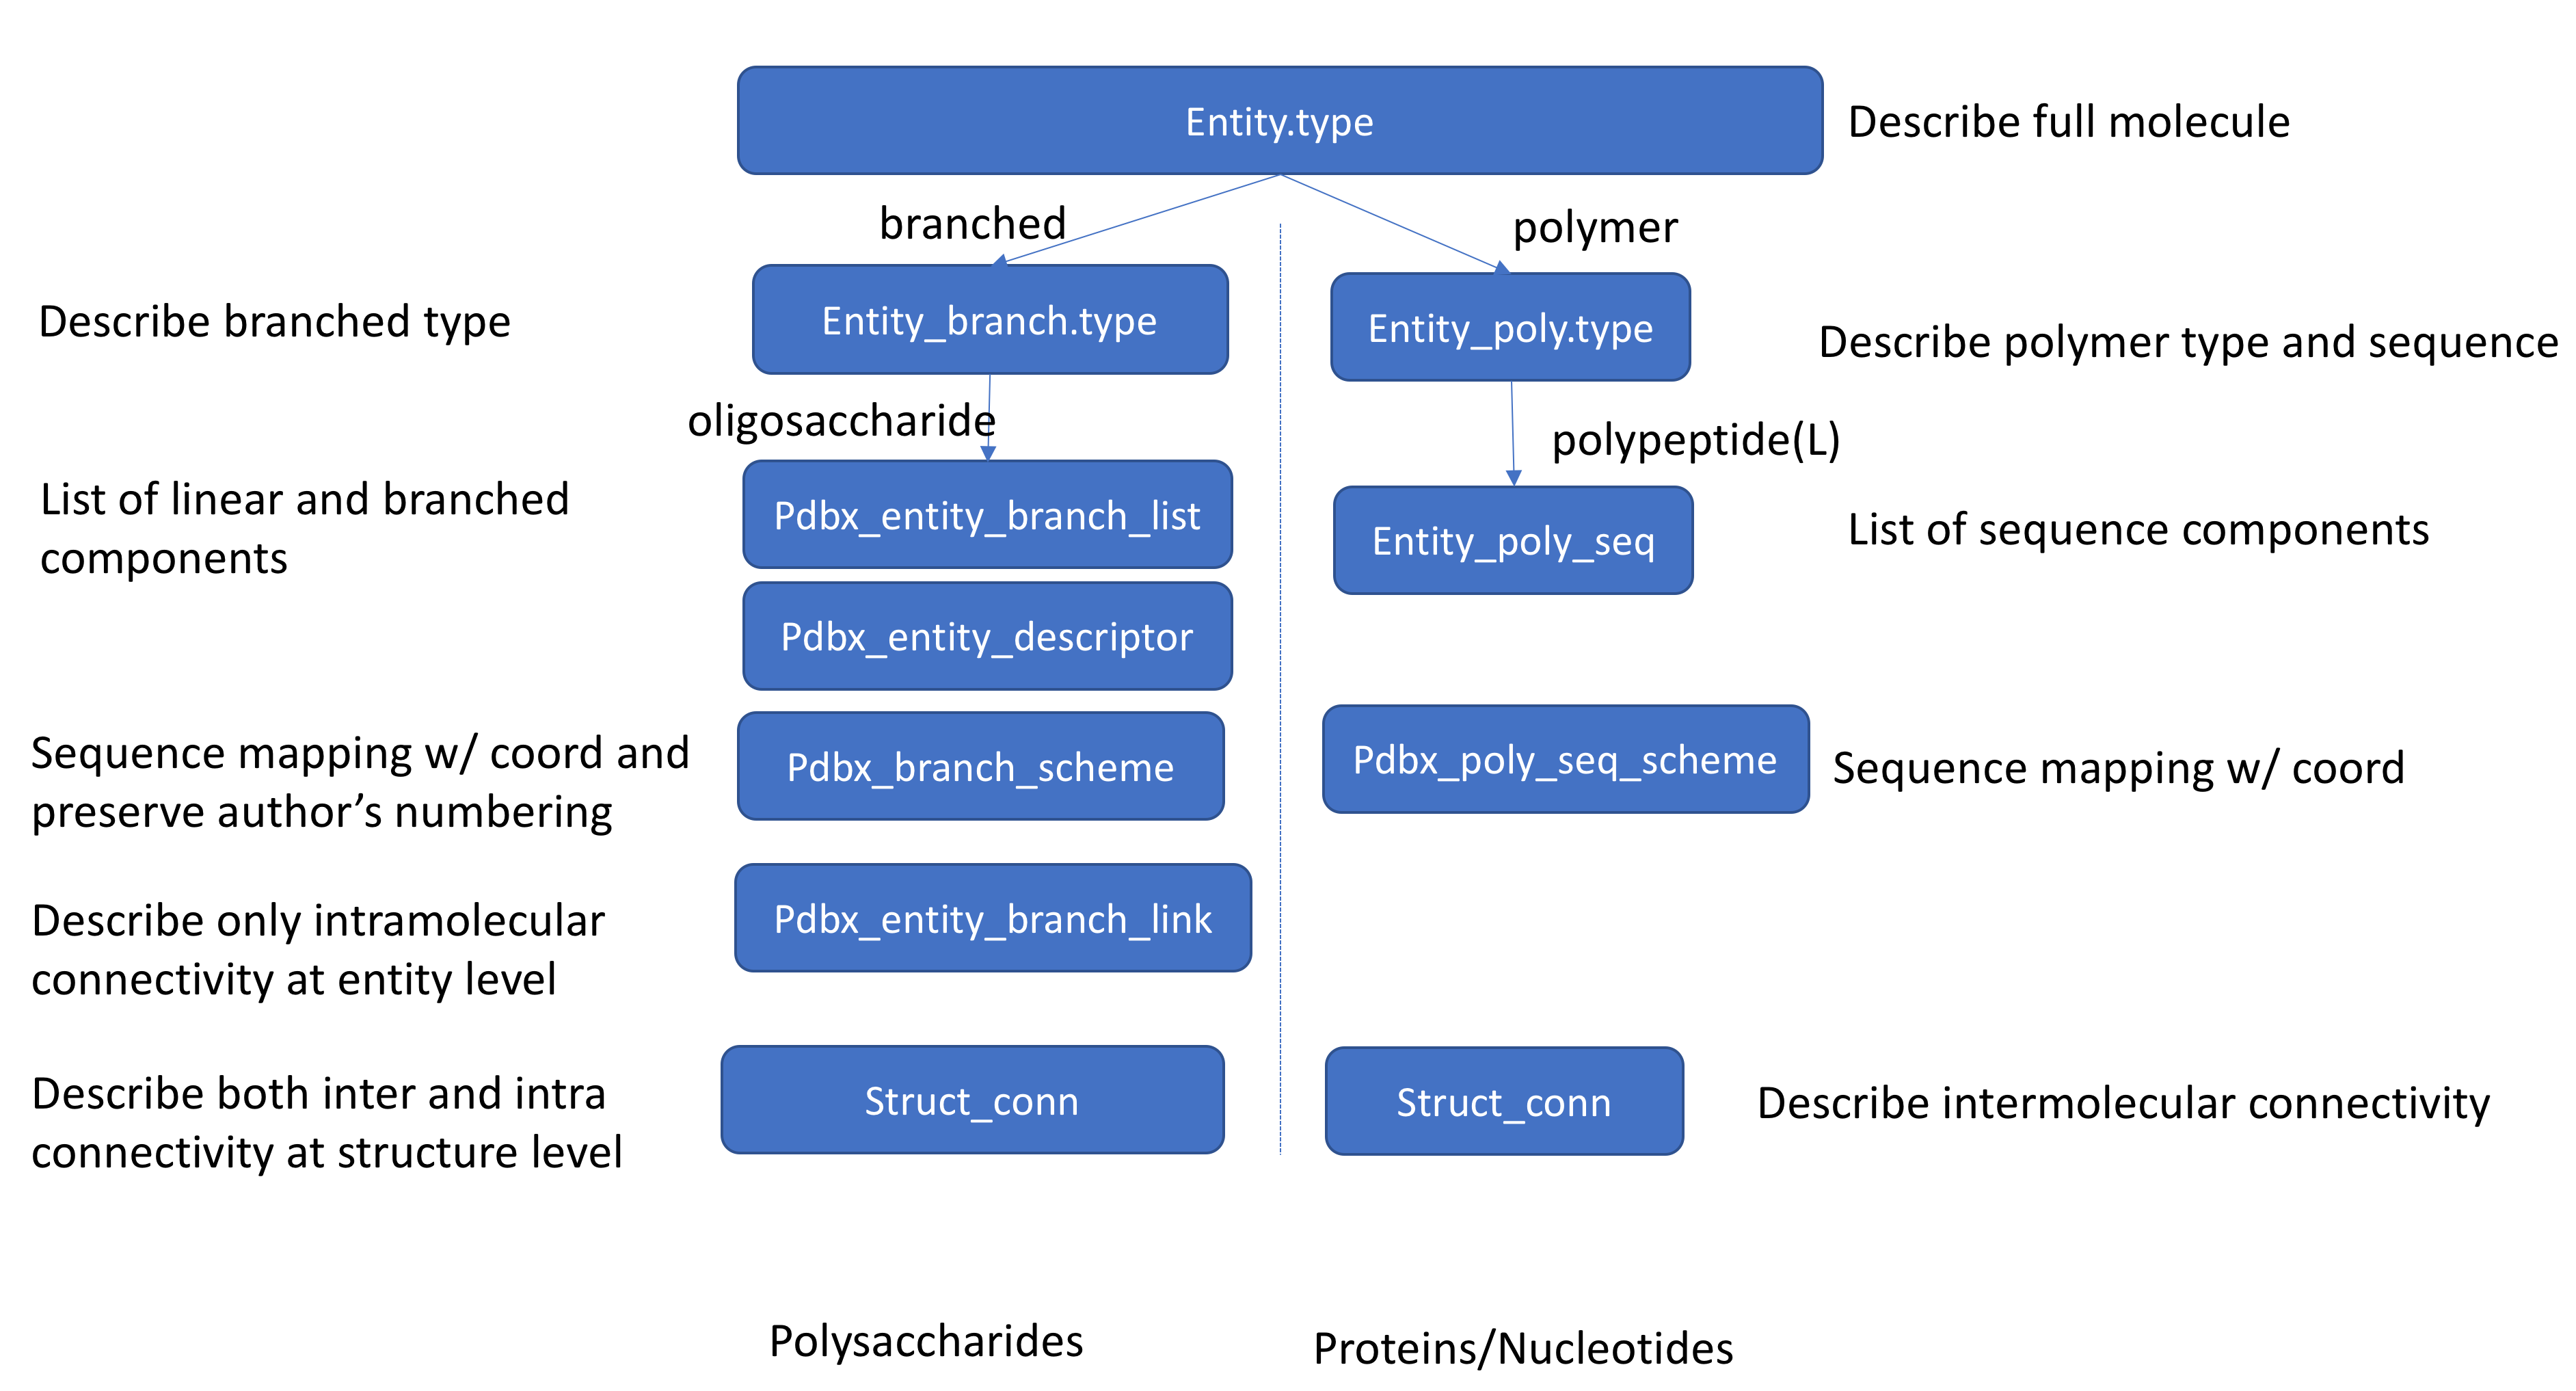 Entity.type
Describe full molecule
branched
polymer
Describe branched type
Entity_branch.type
Entity_poly.type
Describe polymer type and sequence
oligosaccharide
polypeptide(L)
List of linear and branched
components
Pdbx_entity_branch_list
Entity_poly_seq
List of sequence components
Pdbx_entity_descriptor
Sequence mapping w/ coord and
preserve author’s numbering
Pdbx_branch_scheme
Pdbx_poly_seq_scheme
Sequence mapping w/ coord
Describe only intramolecular
connectivity at entity level
Pdbx_entity_branch_link
Describe both inter and intra
connectivity at structure level
Struct_conn
Struct_conn
Describe intermolecular connectivity
Polysaccharides
Proteins/Nucleotides